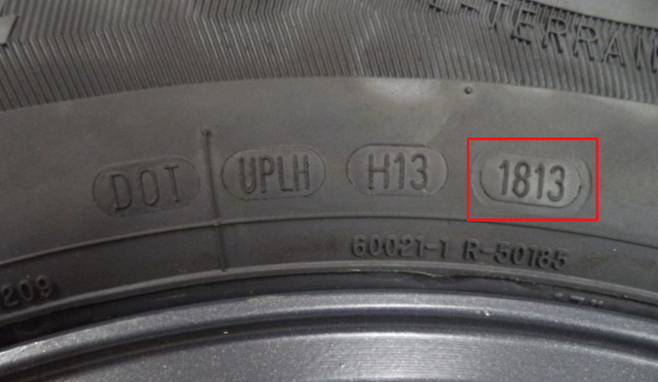 -TERRAIN
DOT UPLH H13 1813
60021-1 R-50185
209